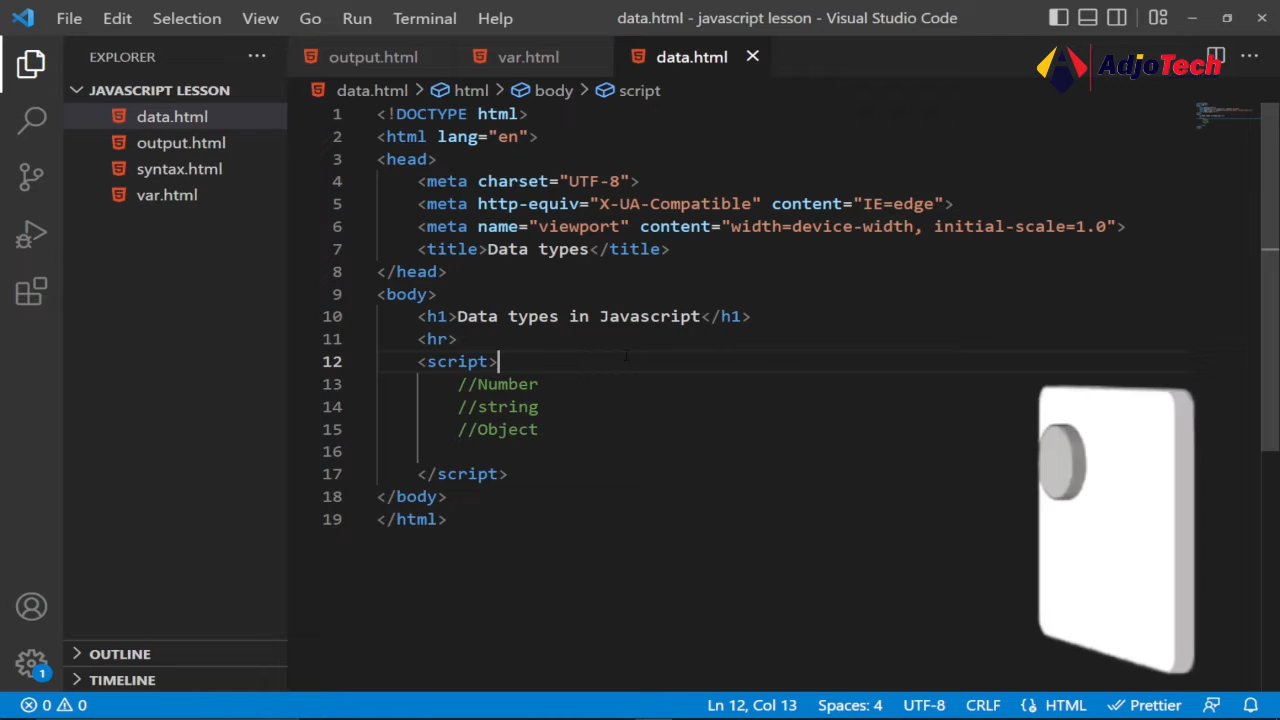 File Edit Selection View Go Run Terminal Help data.html - javascript lesson - Visual Studio Code
EXPLORER
output.html var.html data.html
AdjoTech
JAVASCRIPT LESSON
data.html
output.html
syntax.html
var.html
data.html > html > body > script
1 <!DOCTYPE html>
2 <html lang="en">
3 <head>
4 <meta charset="UTF-8">
5 <meta http-equiv="X-UA-Compatible" content="IE=edge">
6 <meta name="viewport" content="width=device-width, initial-scale=1.0">
7 <title>Data types</title>
8 </head>
9 <body>
10 <h1>Data types in Javascript</h1>
11 <hr>
12 <script>
13 //Number
14 //string
15 //Object
16
17 </script>
18 </body>
19 </html>
OUTLINE
TIMELINE
1
0 0 Ln 12, Col 13 Spaces: 4 UTF-8 CRLF HTML Prettier